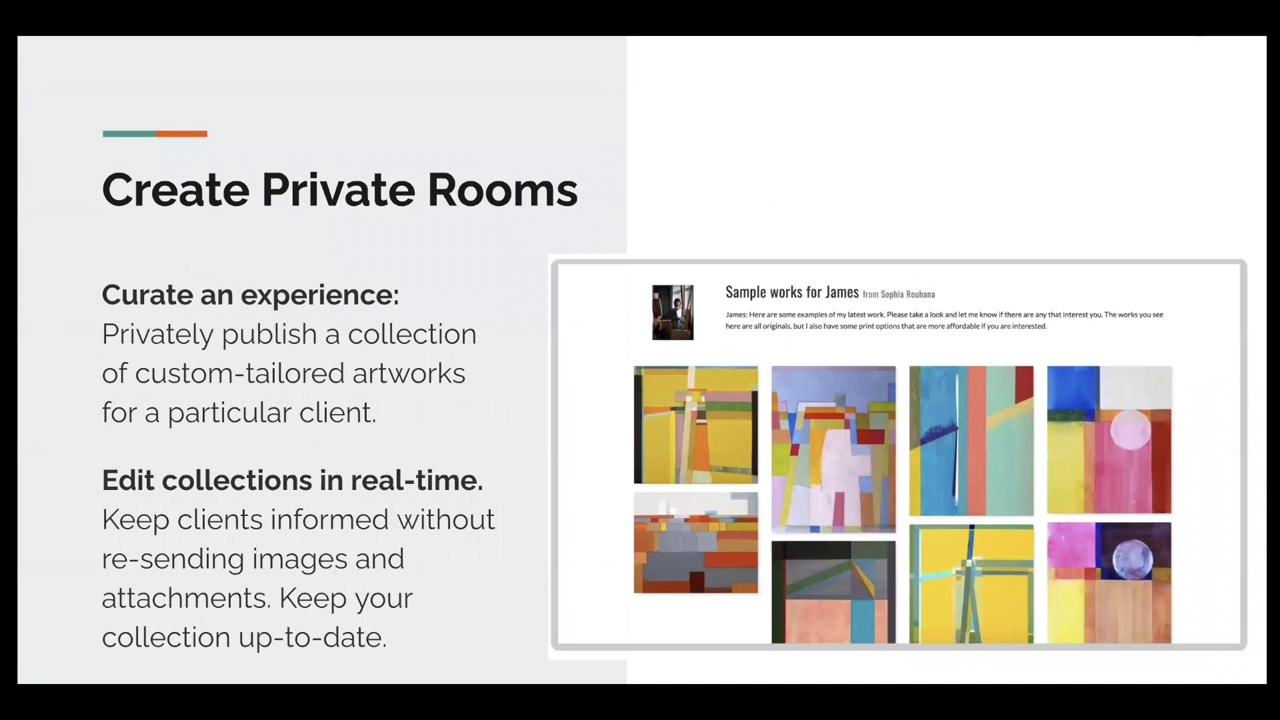 Create Private Rooms
Curate an experience:
Privately publish a collection
of custom-tailored artworks
for a particular client.
Edit collections in real-time.
Keep clients informed without
re-sending images and
attachments. Keep your
collection up-to-date.
Sample works for James from Sophia Rouhana
James: Here are some examples of my latest work. Please take a look and let me know if there are any that interest you. The works you see
here are all originals, but I also have some print options that are more affordable if you are interested.